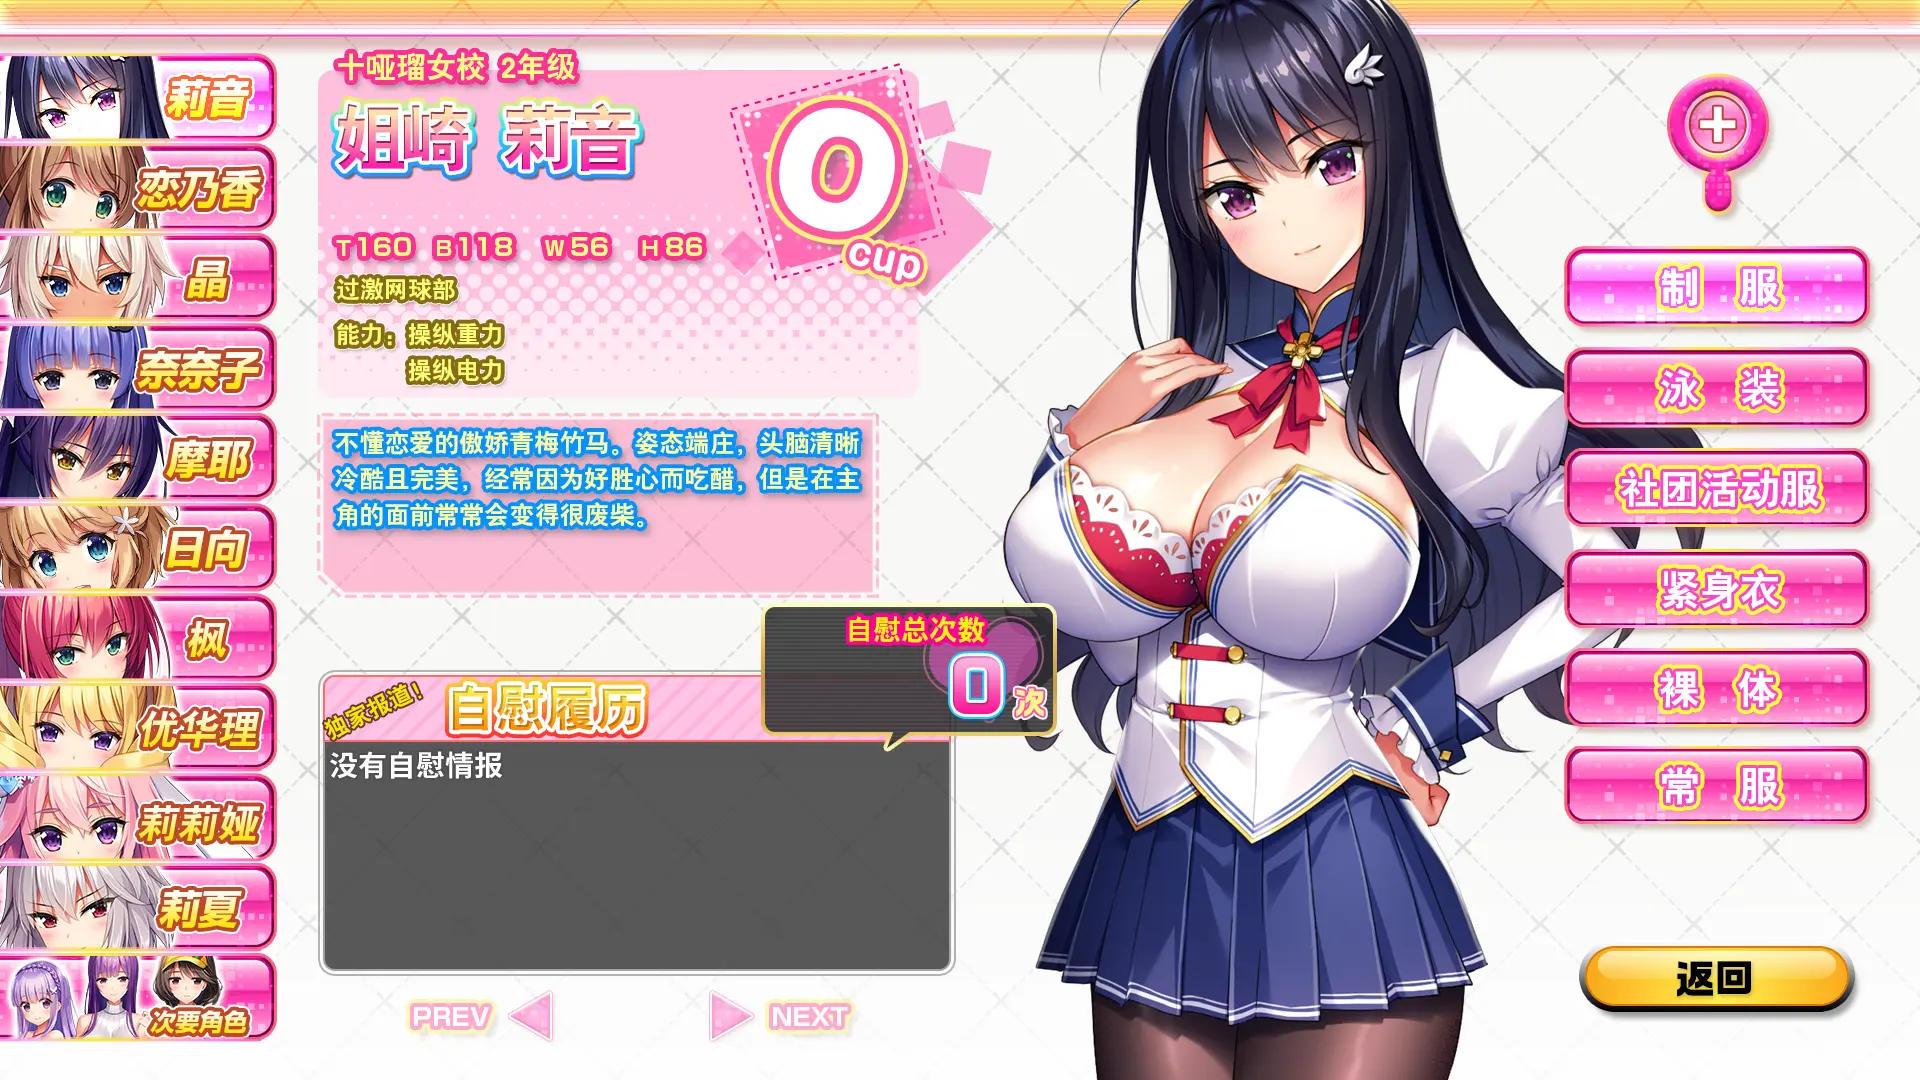 莉音
恋乃香
晶
奈奈子
摩耶
日向
枫
优华理
莉莉娅
莉夏
次要角色
十哑瑠女校 2年级
姐崎 莉音
O
cup
T160 B118 W56 H86
过激网球部
能力：操纵重力
操纵电力
不懂恋爱的傲娇青梅竹马。姿态端庄，头脑清晰
冷酷且完美，经常因为好胜心而吃醋，但是在主
角的面前常常会变得很废柴。
自慰总次数
0次
独家报道！
自慰履历
没有自慰情报
PREV
NEXT
制 服
泳 装
社团活动服
紧身衣
裸 体
常 服
返回